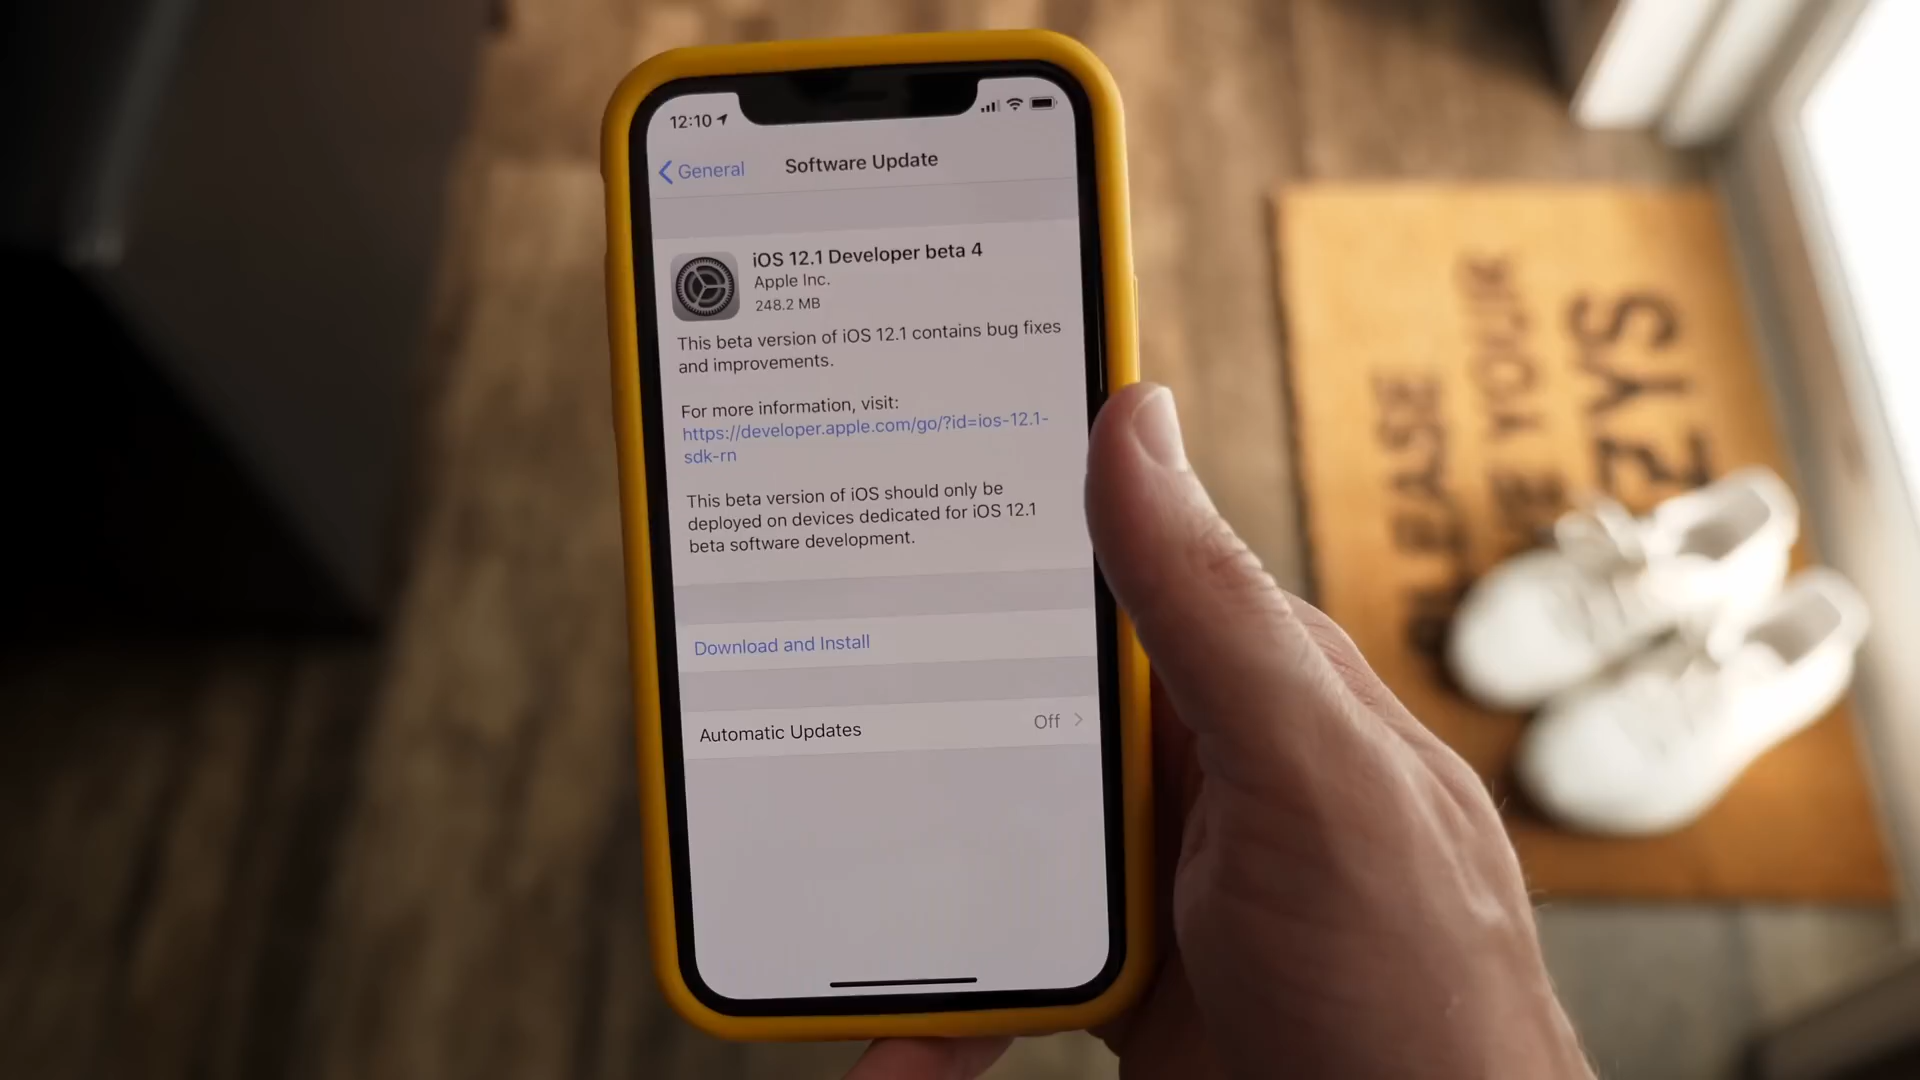 12:10
General
Software Update
iOS 12.1 Developer beta 4
Apple Inc.
248.2 MB
This beta version of iOS 12.1 contains bug fixes
and improvements.
For more information, visit:
https://developer.apple.com/go/?id=ios-12.1-
sdk-rn
This beta version of iOS should only be
deployed on devices dedicated for iOS 12.1
beta software development.
Download and Install
Automatic Updates
Off
PLEASE
YOUR